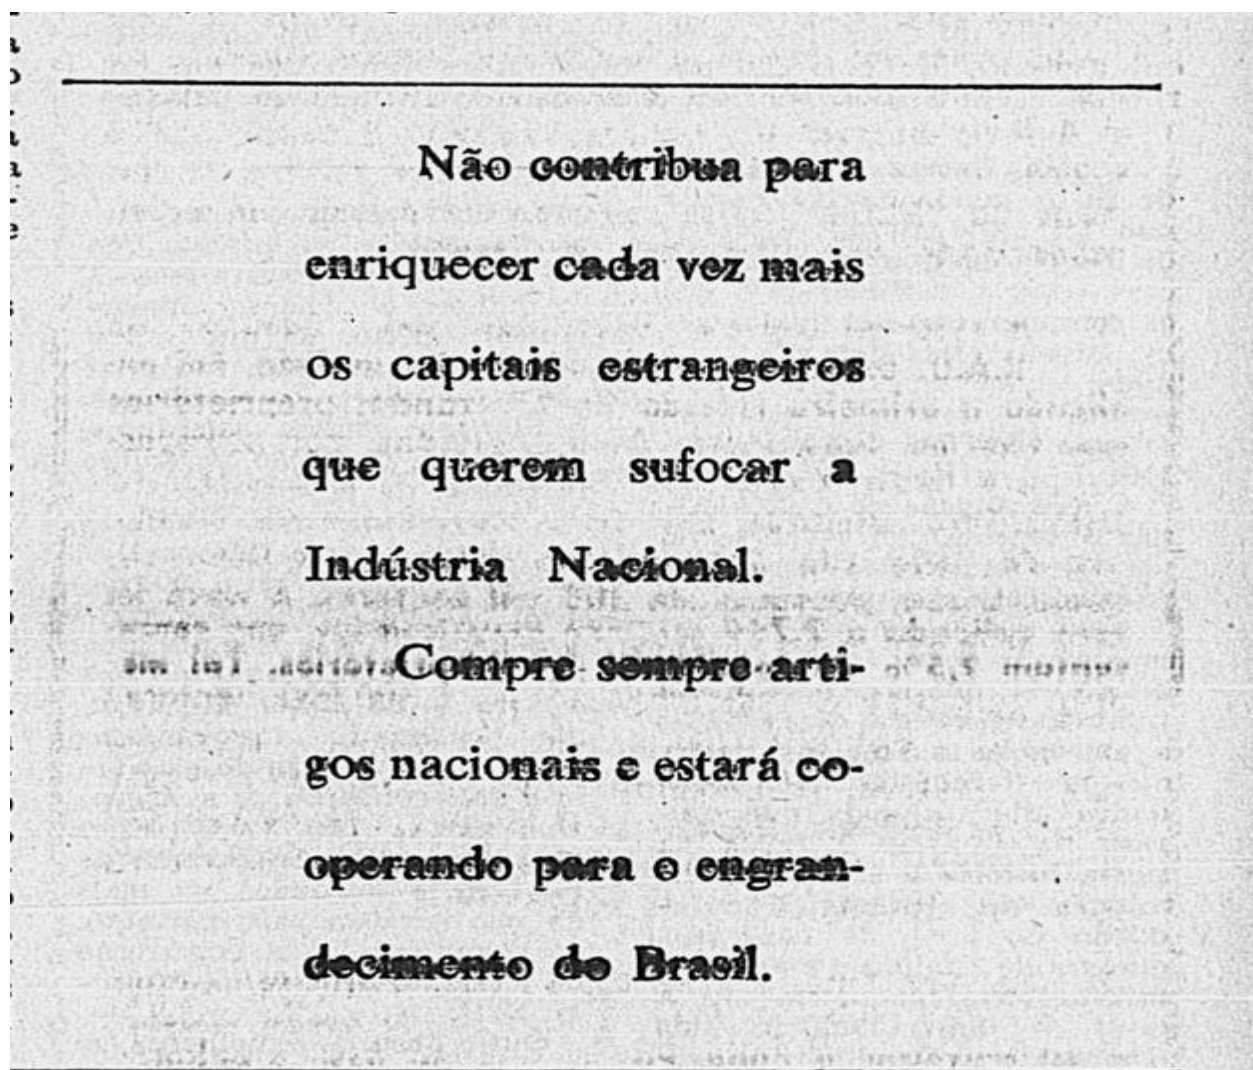 Não contribua para
enriquecer cada vez mais
os capitais estrangeiros
que querem sufocar a
Indústria Nacional.
Compre sempre arti-
gos nacionais e estará co-
operando para o engran-
decimento do Brasil.